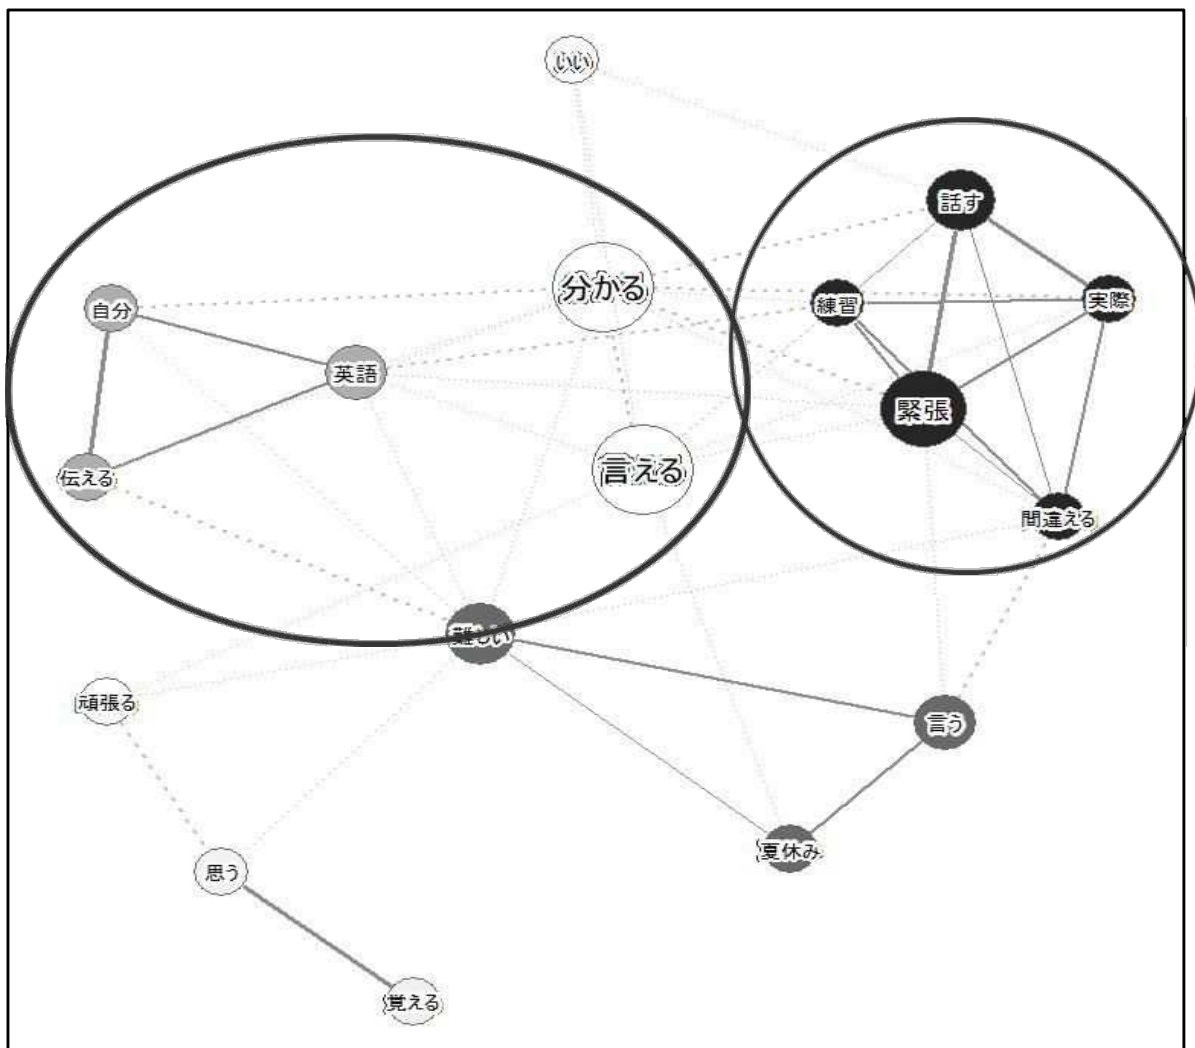 いい
話す
分かる
練習
実際
自分
英語
緊張
伝える
言える
間違える
難しい
頑張る
言う
夏休み
思う
覚える